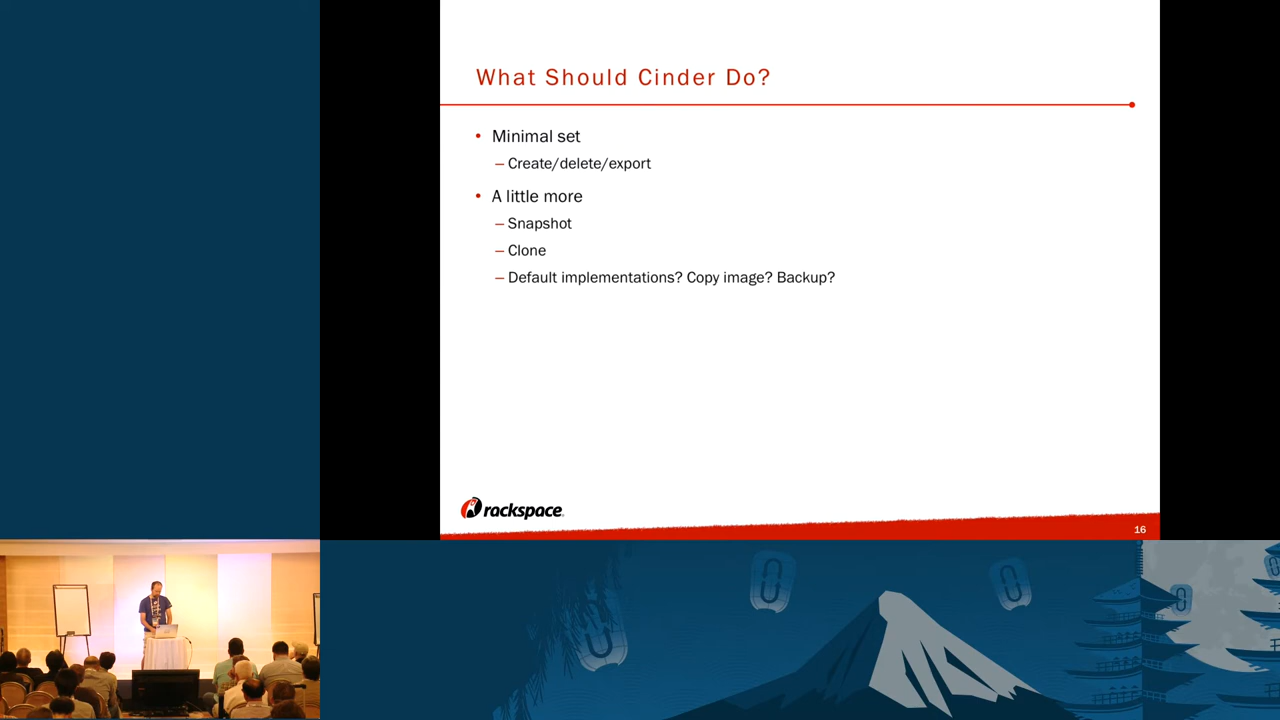 What Should Cinder Do?
• Minimal set
– Create/delete/export
• A little more
– Snapshot
– Clone
– Default implementations? Copy image? Backup?
rackspace
16